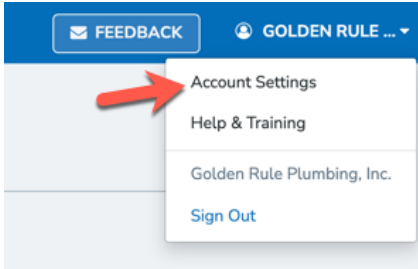 FEEDBACK
GOLDEN RULE ...
Account Settings
Help & Training
Golden Rule Plumbing, Inc.
Sign Out